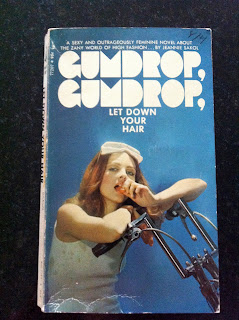 A SEXY AND OUTRAGEOUSLY FEMININE NOVEL ABOUT
THE ZANY WORLD OF HIGH FASHION... BY JEANNIE SAKOL
GUMDROP,
GUMDROP,
LET DOWN
YOUR
HAIR